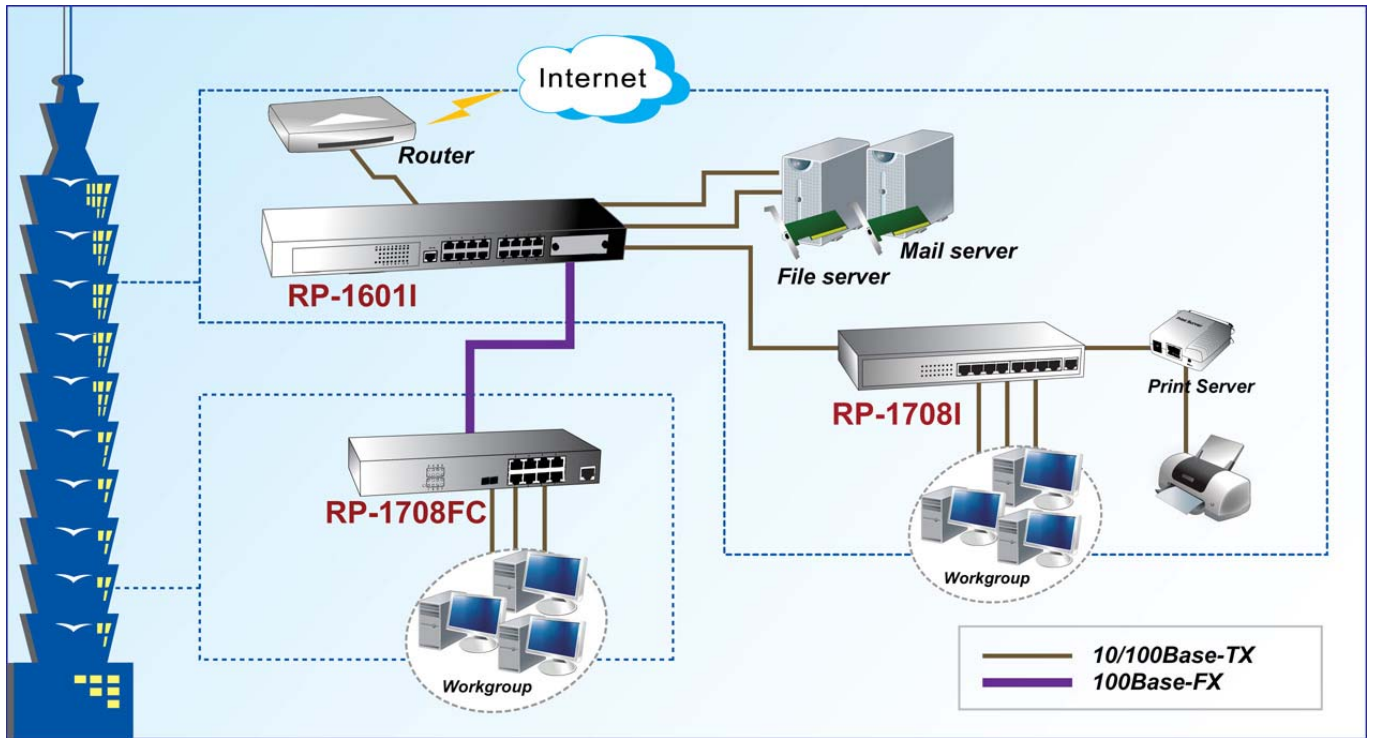 Internet
Router
Mail server
File server
RP-1601I
RP-1708I
Print Server
RP-1708FC
Workgroup
Workgroup
10/100Base-TX
100Base-FX